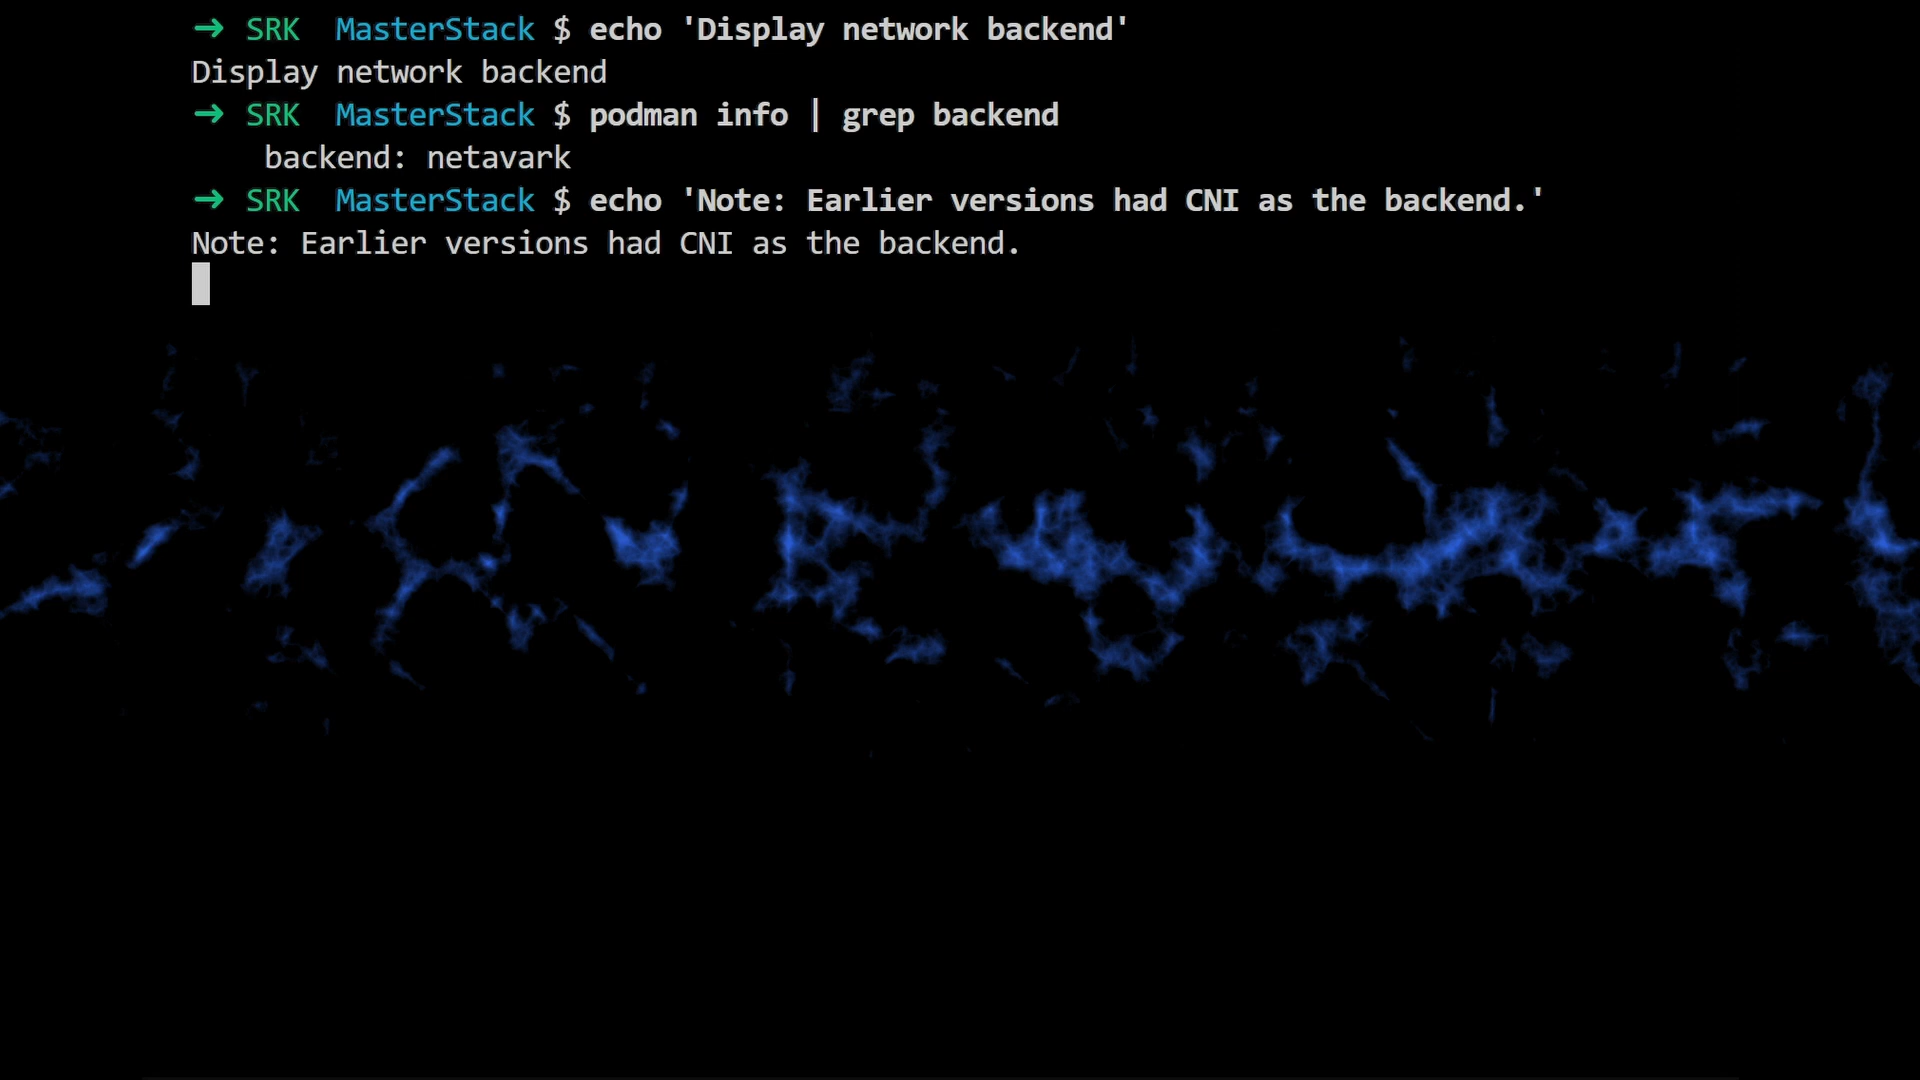 ➜ SRK  MasterStack $ echo 'Display network backend'
Display network backend
➜ SRK  MasterStack $ podman info | grep backend
    backend: netavark
➜ SRK  MasterStack $ echo 'Note: Earlier versions had CNI as the backend.'
Note: Earlier versions had CNI as the backend.